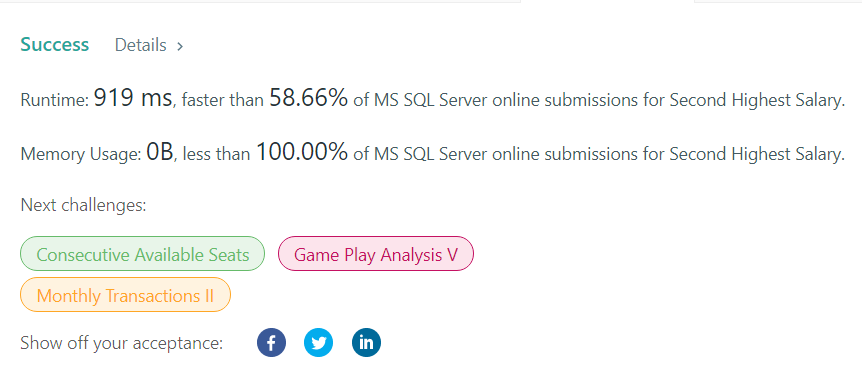 Success Details >
Runtime: 919 ms, faster than 58.66% of MS SQL Server online submissions for Second Highest Salary.
Memory Usage: 0B, less than 100.00% of MS SQL Server online submissions for Second Highest Salary.
Next challenges:
Consecutive Available Seats Game Play Analysis V
Monthly Transactions II
Show off your acceptance: f in